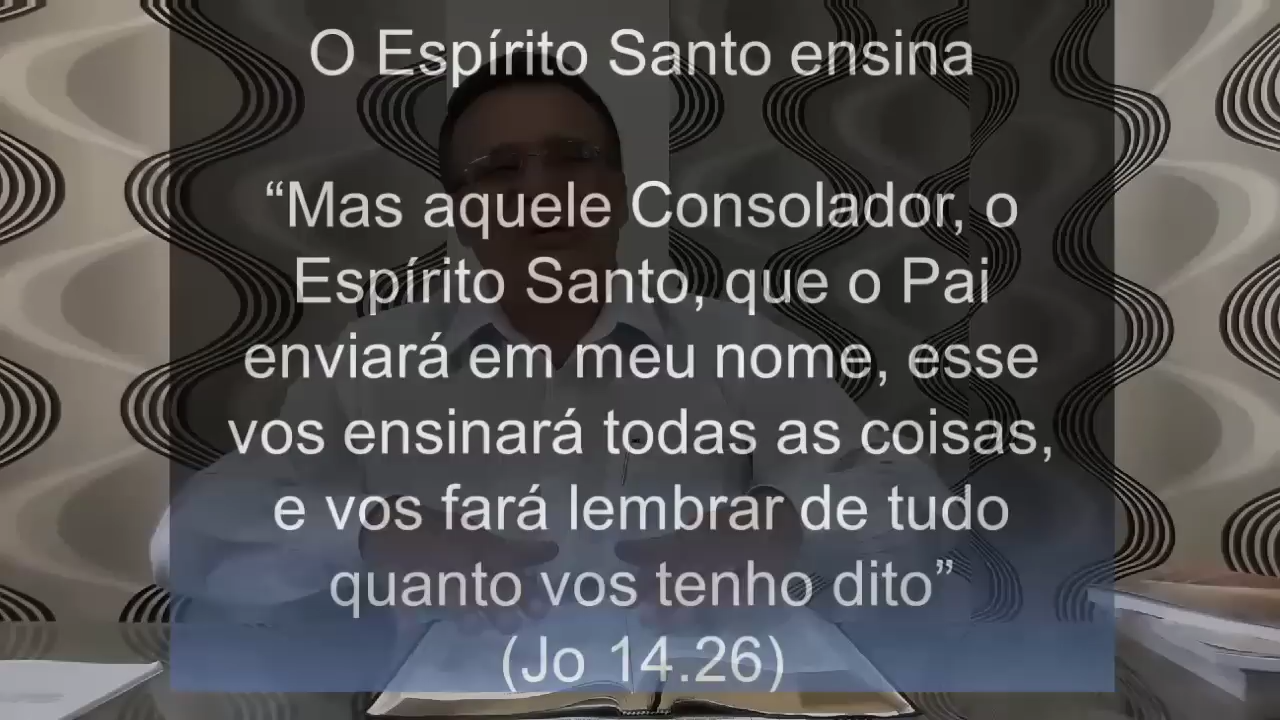 O Espírito Santo ensina
“Mas aquele Consolador, o
Espírito Santo, que o Pai
enviará em meu nome, esse
vos ensinará todas as coisas,
e vos fará lembrar de tudo
quanto vos tenho dito”
(Jo 14.26)